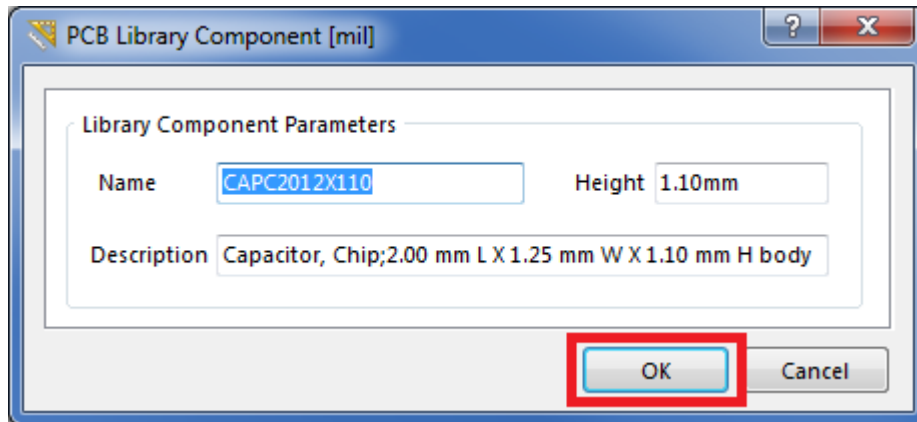 PCB Library Component [mil]
Library Component Parameters
Name CAPC2012X110 Height 1.10mm
Description Capacitor, Chip;2.00 mm L X 1.25 mm W X 1.10 mm H body
OK Cancel